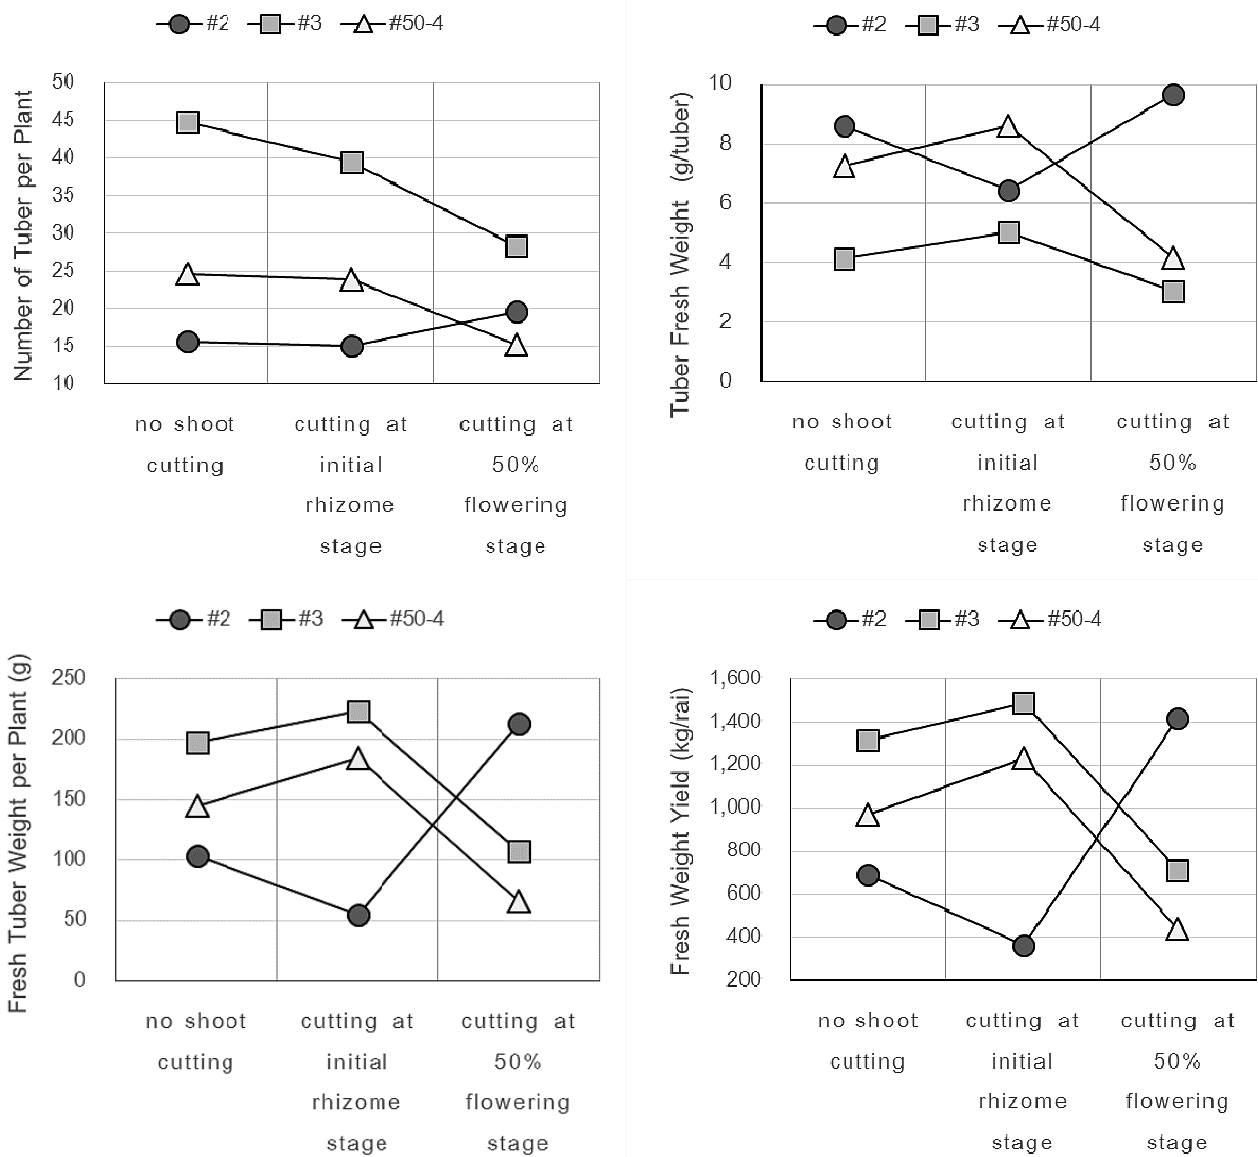 #2 #3 #50-4
Number of Tuber per Plant
50
45
40
35
30
25
20
15
10
no shoot cutting at cutting at
cutting initial 50%
rhizome flowering
stage stage
#2 #3 #50-4
Tuber Fresh Weight (g/tuber)
10
8
6
4
2
0
no shoot cutting at cutting at
cutting initial 50%
rhizome flowering
stage stage
#2 #3 #50-4
Fresh Tuber Weight per Plant (g)
250
200
150
100
50
0
no shoot cutting at cutting at
cutting initial 50%
rhizome flowering
stage stage
#2 #3 #50-4
Fresh Weight Yield (kg/rai)
1,600
1,400
1,200
1,000
800
600
400
200
no shoot cutting at cutting at
cutting initial 50%
rhizome flowering
stage stage